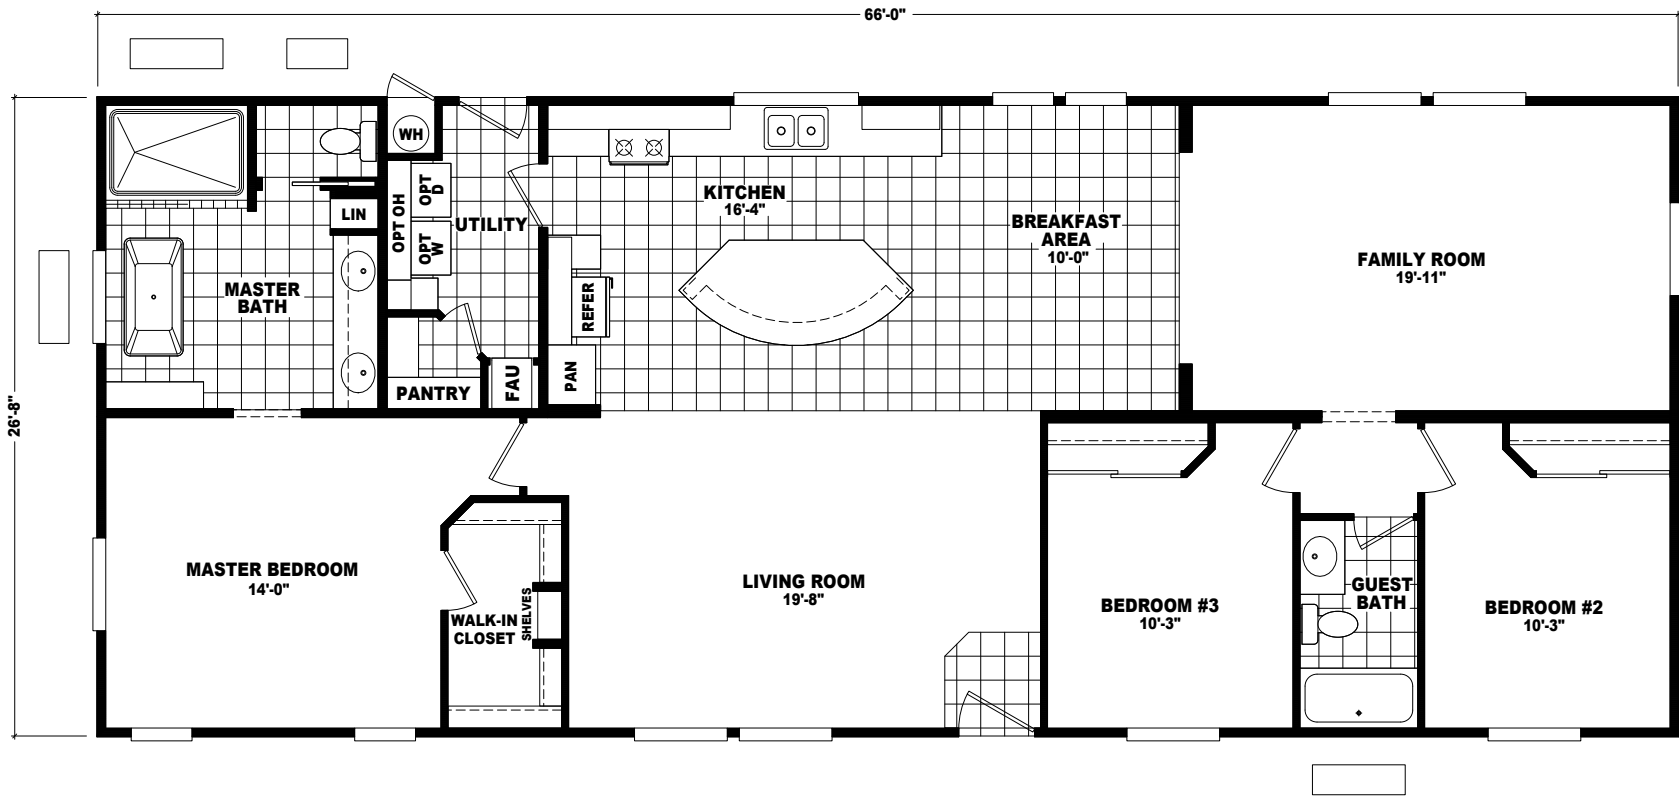 66'-0"
26'-8"
WH
LIN
OPT OH
OPT
D
OPT
W
UTILITY
MASTER
BATH
PANTRY
FAU
KITCHEN
16'-4"
REFER
PAN
BREAKFAST
AREA
10'-0"
FAMILY ROOM
19'-11"
MASTER BEDROOM
14'-0"
WALK-IN
CLOSET
SHELVES
LIVING ROOM
19'-8"
BEDROOM #3
10'-3"
GUEST
BATH
BEDROOM #2
10'-3"